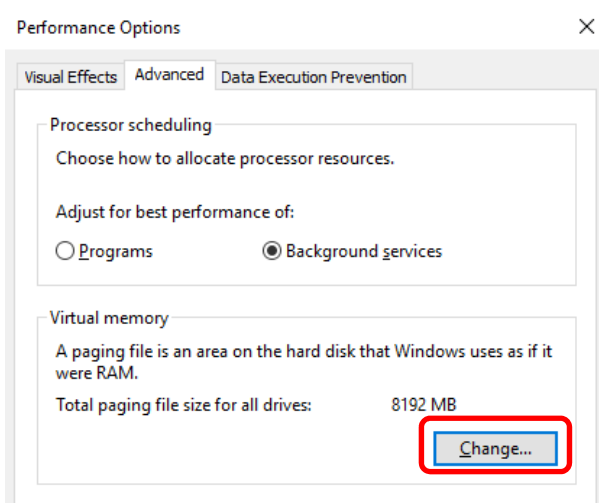 Performance Options
Visual Effects Advanced Data Execution Prevention
Processor scheduling
Choose how to allocate processor resources.
Adjust for best performance of:
Programs Background services
Virtual memory
A paging file is an area on the hard disk that Windows uses as if it
were RAM.
Total paging file size for all drives: 8192 MB
Change...